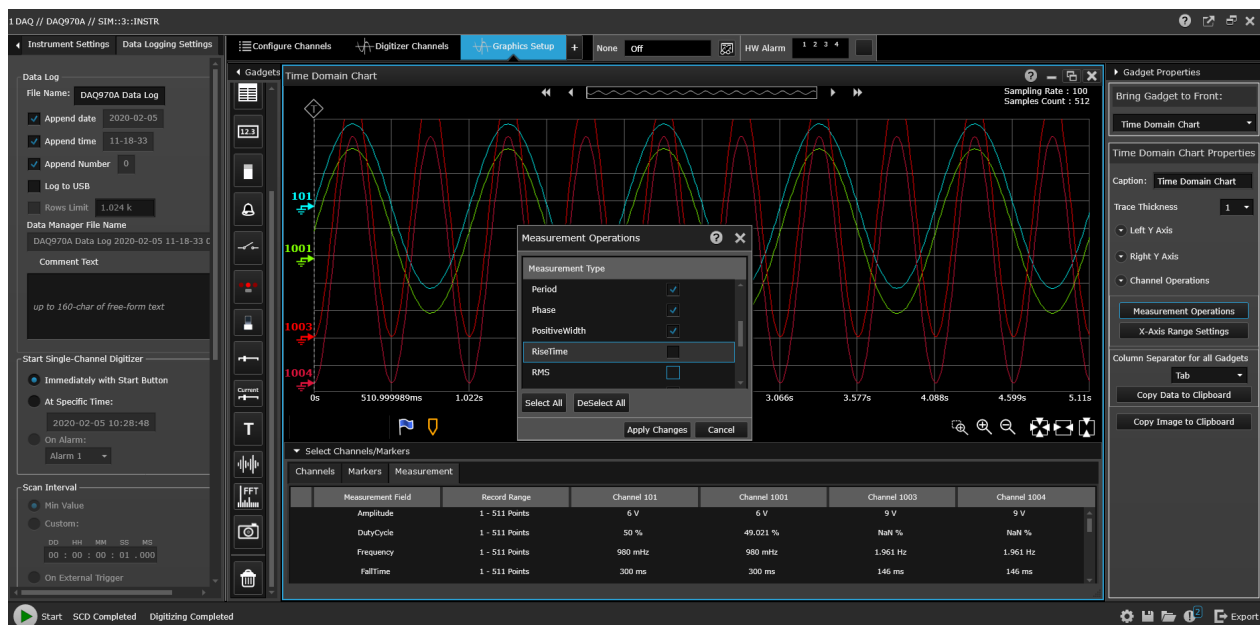 1 DAQ // DAQ970A // SIM::3::INSTR
Instrument Settings Data Logging Settings
Data Log
File Name: DAQ970A Data Log
Append date 2020-02-05
Append time 11-18-33
Append Number 0
Log to USB
Rows Limit 1.024 k
Data Manager File Name
DAQ970A Data Log 2020-02-05 11-18-33
Comment Text
up to 160-char of free-form text
Start Single-Channel Digitizer
Immediately with Start Button
At Specific Time:
2020-02-05 10:28:48
On Alarm:
Alarm 1
Scan Interval
Min Value
Custom:
DD HH MM SS MS
00 : 00 : 00 : 01 .000
On External Trigger
Configure Channels Digitizer Channels Graphics Setup + None Off HW Alarm 1 2 3 4
Gadgets
12.3
Current
T
FFT
Time Domain Chart
Sampling Rate : 100
Samples Count : 512
T
101
1001
1003
1004
0s 510.999989ms 1.022s 3.066s 3.577s 4.088s 4.599s 5.11s
Measurement Operations
Measurement Type
Period
Phase
PositiveWidth
RiseTime
RMS
Select All DeSelect All
Apply Changes Cancel
Select Channels/Markers
Channels Markers Measurement
Measurement Field Record Range Channel 101 Channel 1001 Channel 1003 Channel 1004
Amplitude 1 - 511 Points 6 V 6 V 9 V 9 V
DutyCycle 1 - 511 Points 50 % 49.021 % NaN % NaN %
Frequency 1 - 511 Points 980 mHz 980 mHz 1.961 Hz 1.961 Hz
FallTime 1 - 511 Points 300 ms 300 ms 146 ms 146 ms
Gadget Properties
Bring Gadget to Front:
Time Domain Chart
Time Domain Chart Properties
Caption: Time Domain Chart
Trace Thickness 1
Left Y Axis
Right Y Axis
Channel Operations
Measurement Operations
X-Axis Range Settings
Column Separator for all Gadgets
Tab
Copy Data to Clipboard
Copy Image to Clipboard
Start SCD Completed Digitizing Completed
2 Export